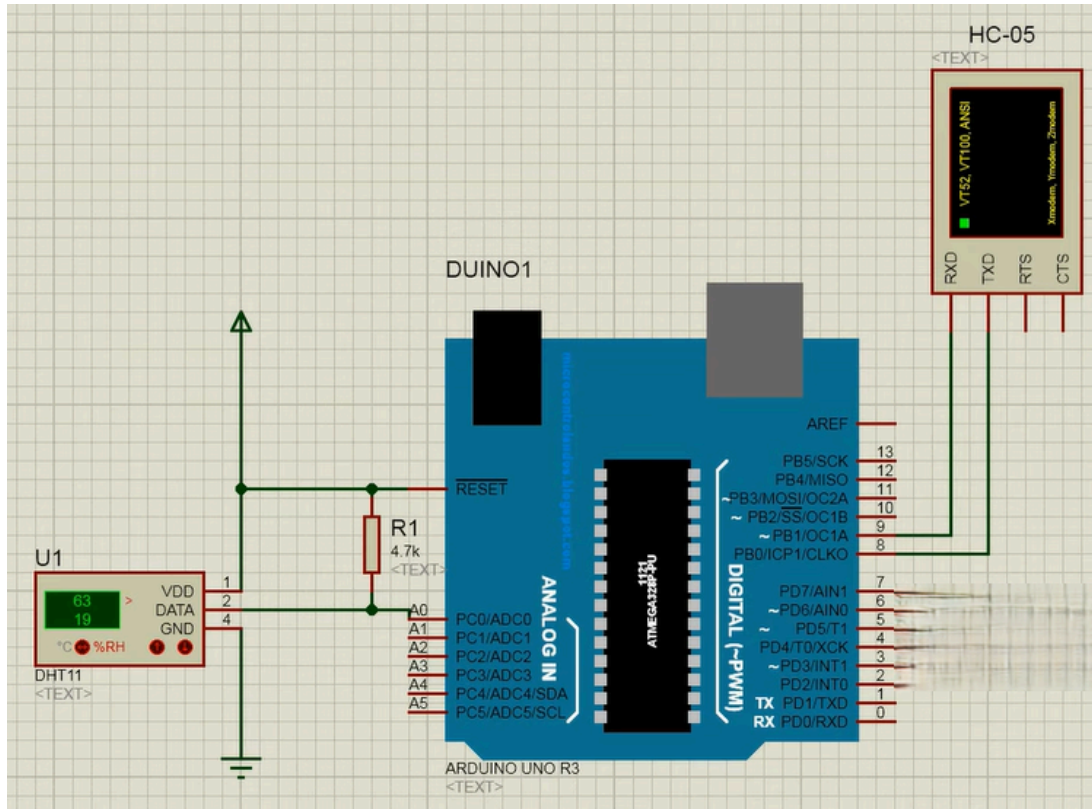 HC-05
<TEXT>
VT52, VT100, ANSI
Xmodem, Ymodem, Zmodem
RXD
TXD
RTS
CTS
DUINO1
microcontrolandos.blogspot.com
AREF
RESET
PB5/SCK 13
PB4/MISO 12
~PB3/MOSI/OC2A 11
~ PB2/SS/OC1B 10
~ PB1/OC1A 9
PB0/ICP1/CLKO 8
PD7/AIN1 7
~ PD6/AIN0 6
~ PD5/T1 5
PD4/T0/XCK 4
~ PD3/INT1 3
PD2/INT0 2
TX PD1/TXD 1
RX PD0/RXD 0
DIGITAL (~PWM)
ATMEGA328P-PU
1121
ANALOG IN
A0 PC0/ADC0
A1 PC1/ADC1
A2 PC2/ADC2
A3 PC3/ADC3
A4 PC4/ADC4/SDA
A5 PC5/ADC5/SCL
R1
4.7k
<TEXT>
U1
63
19
>
°C %RH
VDD 1
DATA 2
GND 4
DHT11
<TEXT>
ARDUINO UNO R3
<TEXT>